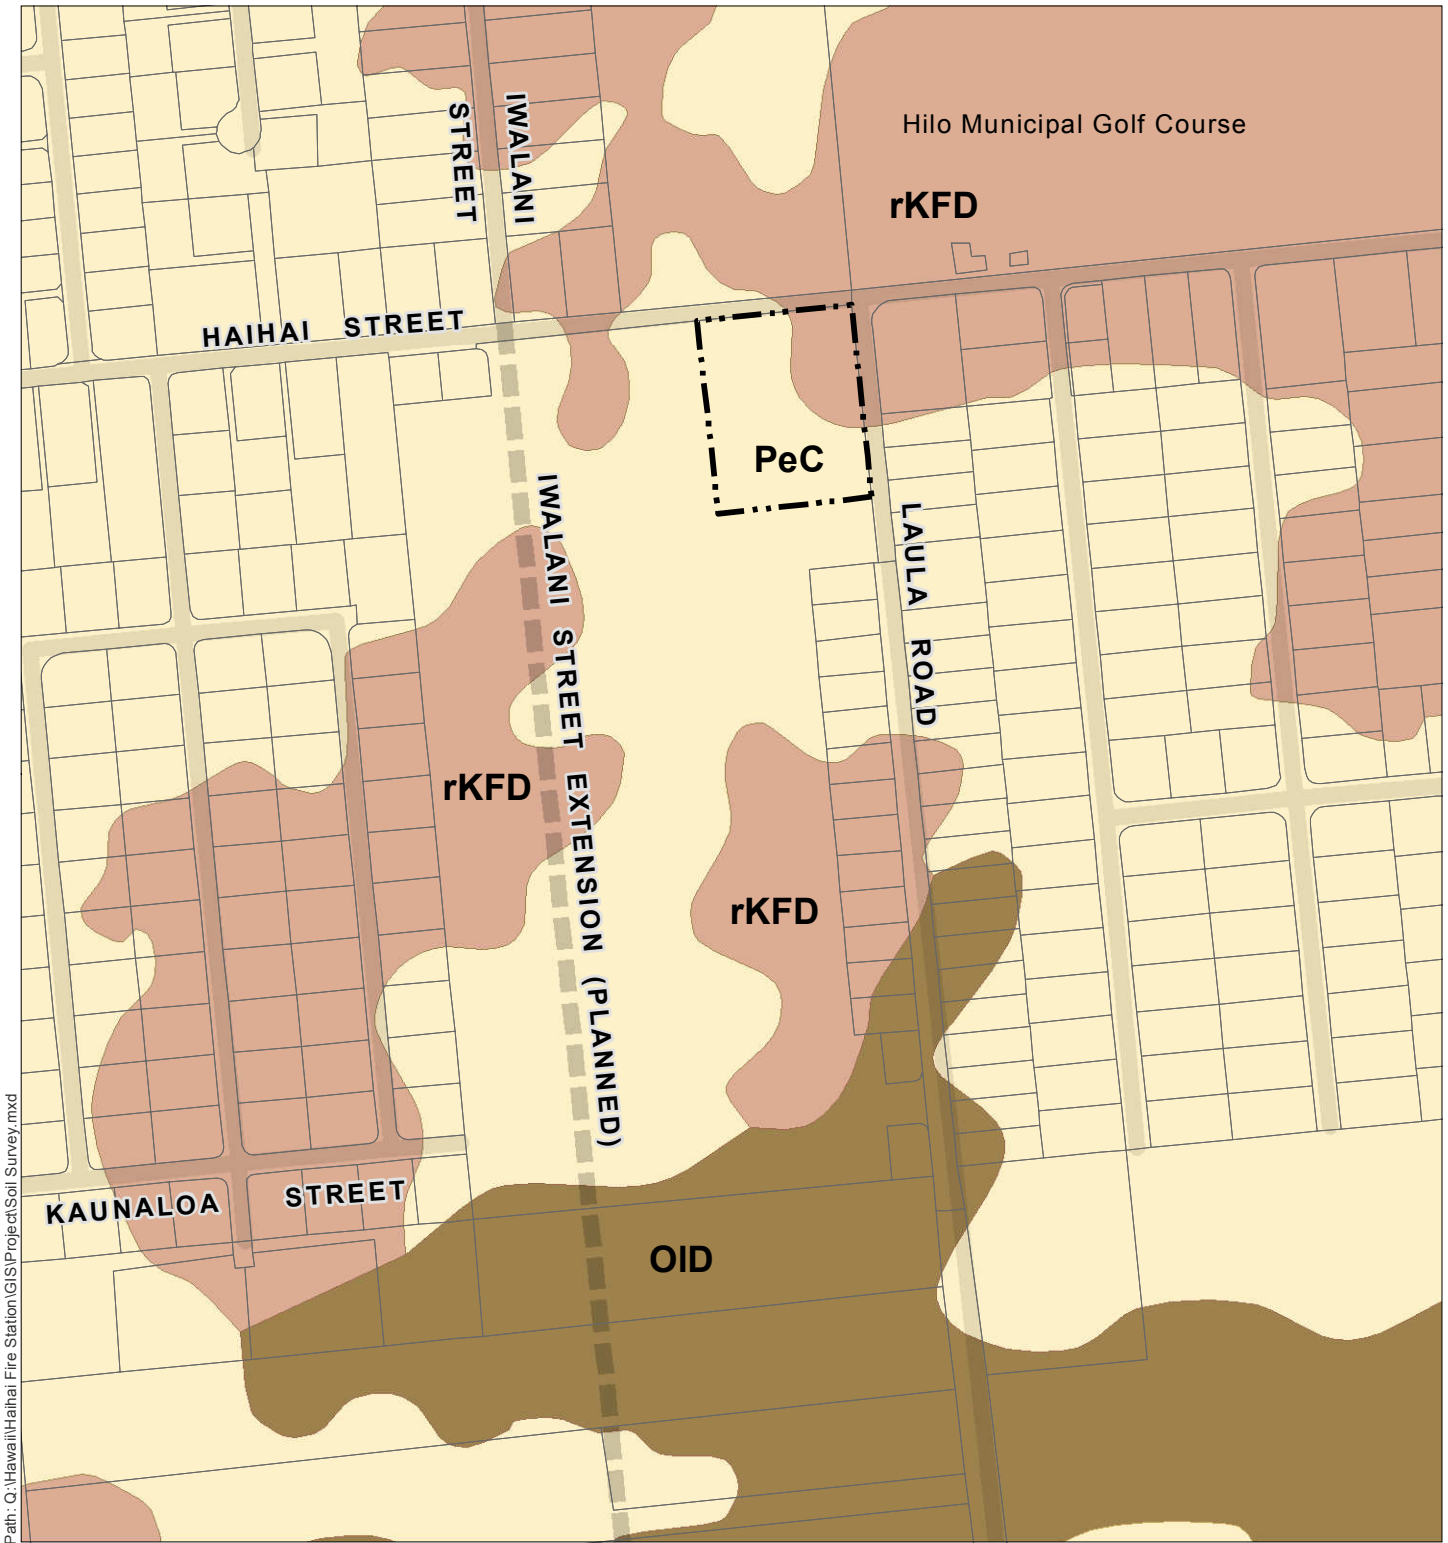 IWALANI
STREET
Hilo Municipal Golf Course
rKFD
HAIHAI STREET
PeC
IWALANI STREET EXTENSION (PLANNED)
LAULA ROAD
rKFD
rKFD
KAUNALOA STREET
OID
Path: Q:\Hawaii\Haihai Fire Station\GIS\Project\Soil Survey.mxd